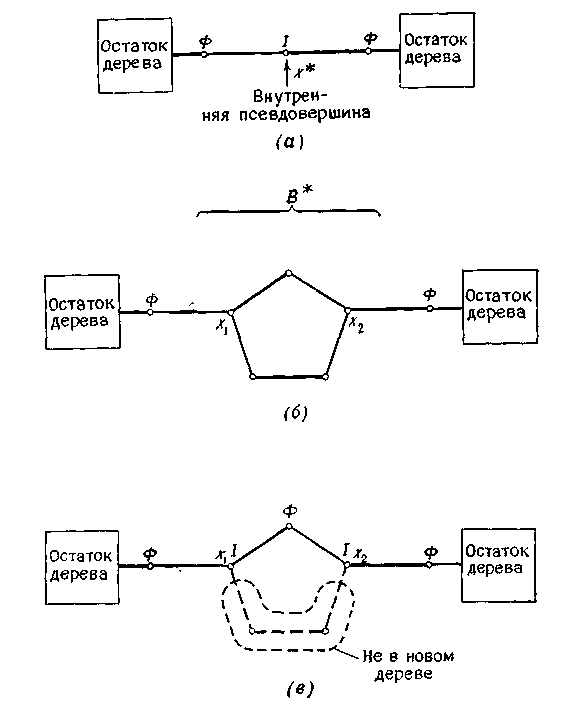 Остаток дерева
Ф
I
Ф
Остаток дерева
x*
Внутрен-
няя псевдовершина
(а)
B*
Остаток дерева
Ф
x₁
x₂
Ф
Остаток дерева
(б)
Ф
Остаток дерева
Ф
x₁
I
I
x₂
Ф
Остаток дерева
Не в новом
дереве
(в)